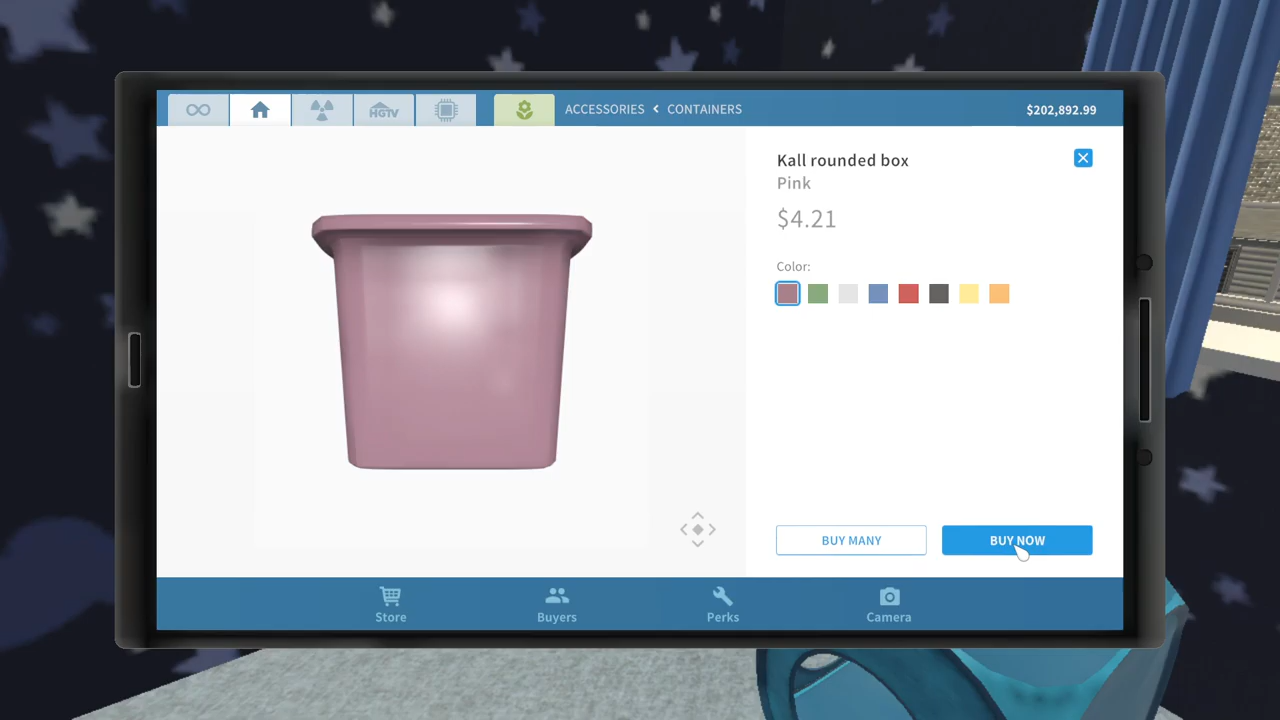 HGTV
ACCESSORIES < CONTAINERS
$202,892.99
Kall rounded box
Pink
$4.21
Color:
BUY MANY
BUY NOW
Store
Buyers
Perks
Camera